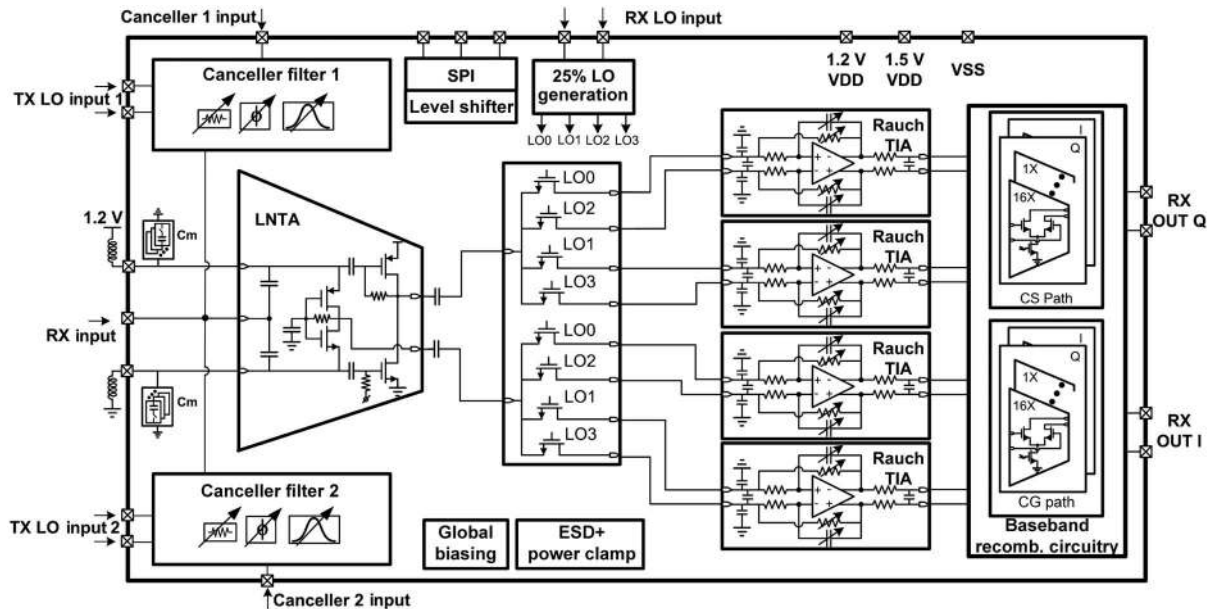 Canceller 1 input
RX LO input
TX LO input 1
Canceller filter 1
ϕ
SPI
Level shifter
25% LO
generation
LO0 LO1 LO2 LO3
1.2 V
VDD
1.5 V
VDD
VSS
1.2 V
Cm
LNTA
RX input
Cm
LO0
LO2
LO1
LO3
LO0
LO2
LO1
LO3
Rauch
TIA
Rauch
TIA
Rauch
TIA
Rauch
TIA
I
Q
1X
16X
CS Path
I
Q
1X
16X
CG path
Baseband
recomb. circuitry
RX
OUT Q
RX
OUT I
Canceller filter 2
ϕ
TX LO input 2
Canceller 2 input
Global
biasing
ESD+
power clamp